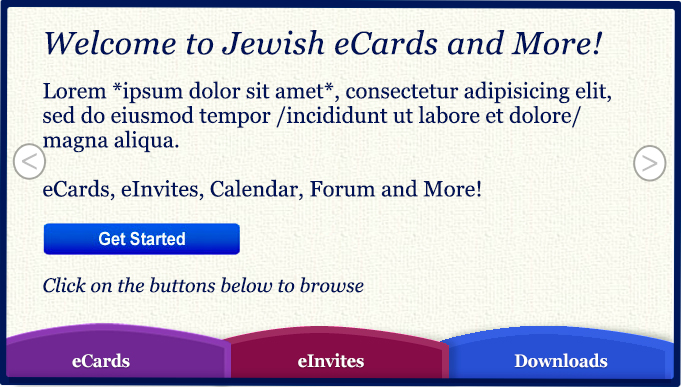 Welcome to Jewish eCards and More!
Lorem *ipsum dolor sit amet*, consectetur adipisicing elit,
sed do eiusmod tempor /incididunt ut labore et dolore/
magna aliqua.
<
>
eCards, eInvites, Calendar, Forum and More!
Get Started
Click on the buttons below to browse
eCards
eInvites
Downloads